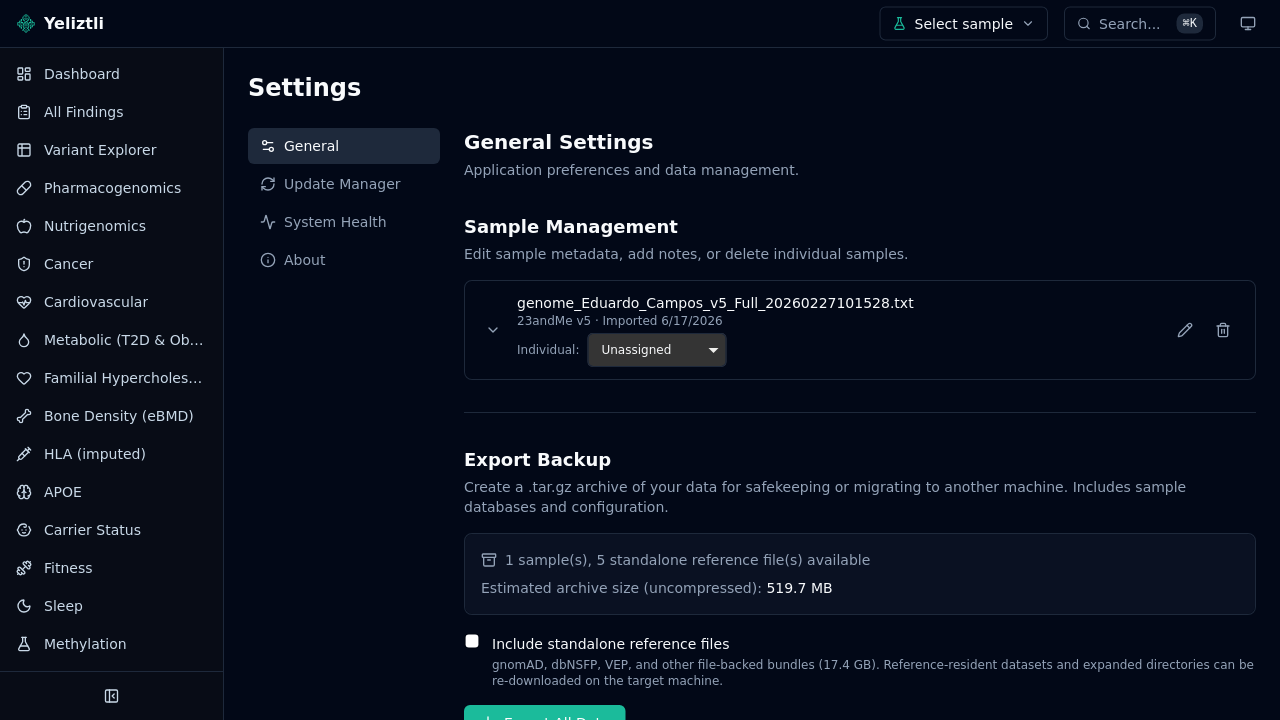 Yeliztli
Select sample
Search...
⌘K
Dashboard
All Findings
Variant Explorer
Pharmacogenomics
Nutrigenomics
Cancer
Cardiovascular
Metabolic (T2D & Ob...
Familial Hypercholes...
Bone Density (eBMD)
HLA (imputed)
APOE
Carrier Status
Fitness
Sleep
Methylation
Settings
General
Update Manager
System Health
About
General Settings
Application preferences and data management.
Sample Management
Edit sample metadata, add notes, or delete individual samples.
genome_Eduardo_Campos_v5_Full_20260227101528.txt
23andMe v5 · Imported 6/17/2026
Individual: Unassigned
Export Backup
Create a .tar.gz archive of your data for safekeeping or migrating to another machine. Includes sample
databases and configuration.
1 sample(s), 5 standalone reference file(s) available
Estimated archive size (uncompressed): 519.7 MB
Include standalone reference files
gnomAD, dbNSFP, VEP, and other file-backed bundles (17.4 GB). Reference-resident datasets and expanded directories can be
re-downloaded on the target machine.
Export All Data